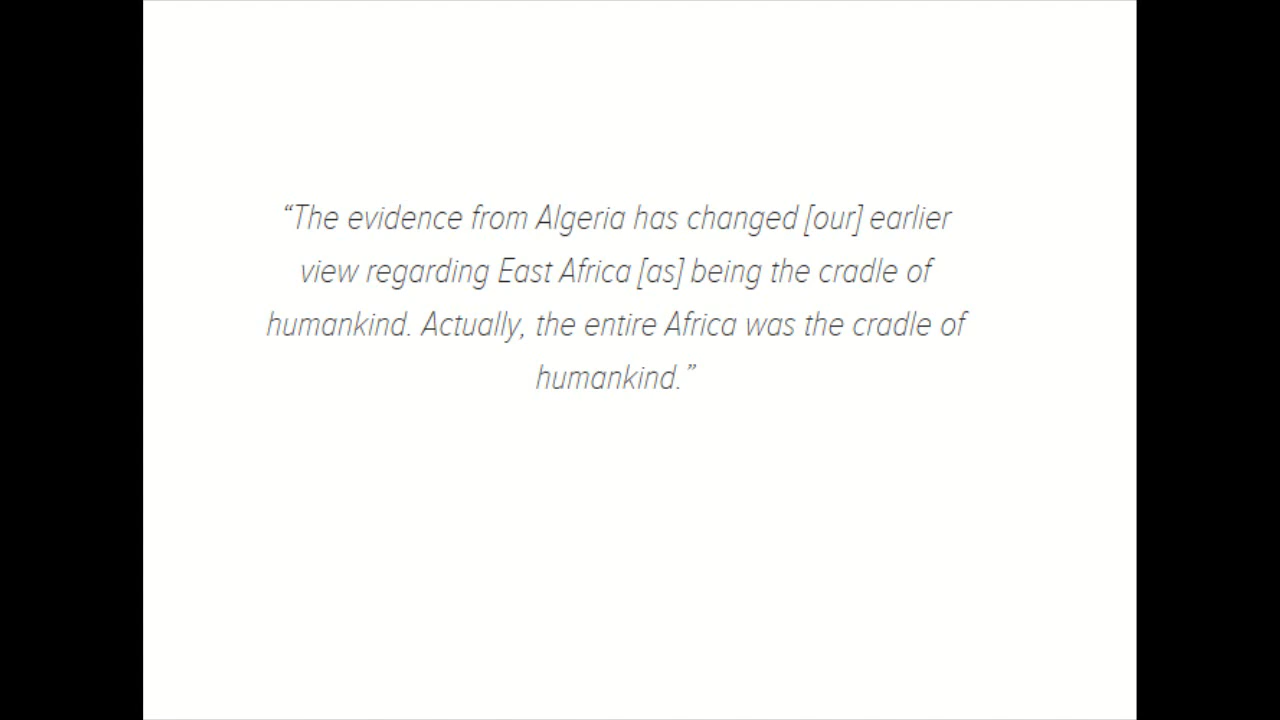 “The evidence from Algeria has changed [our] earlier
view regarding East Africa [as] being the cradle of
humankind. Actually, the entire Africa was the cradle of
humankind.”